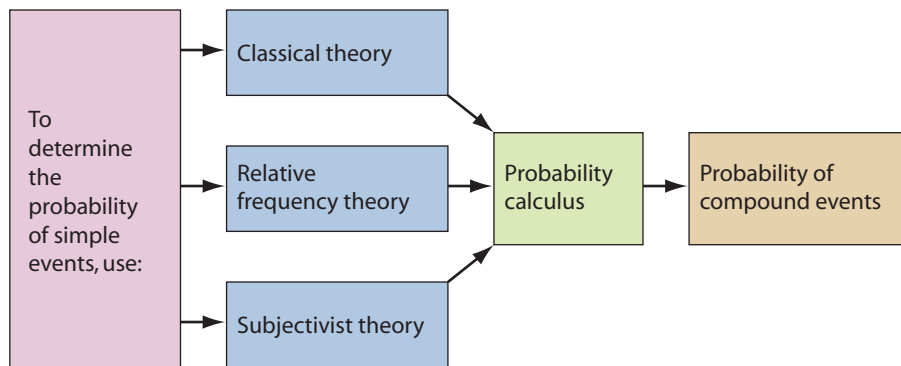 To
determine
the
probability
of simple
events, use:
Classical theory
Relative
frequency theory
Subjectivist theory
Probability
calculus
Probability of
compound events